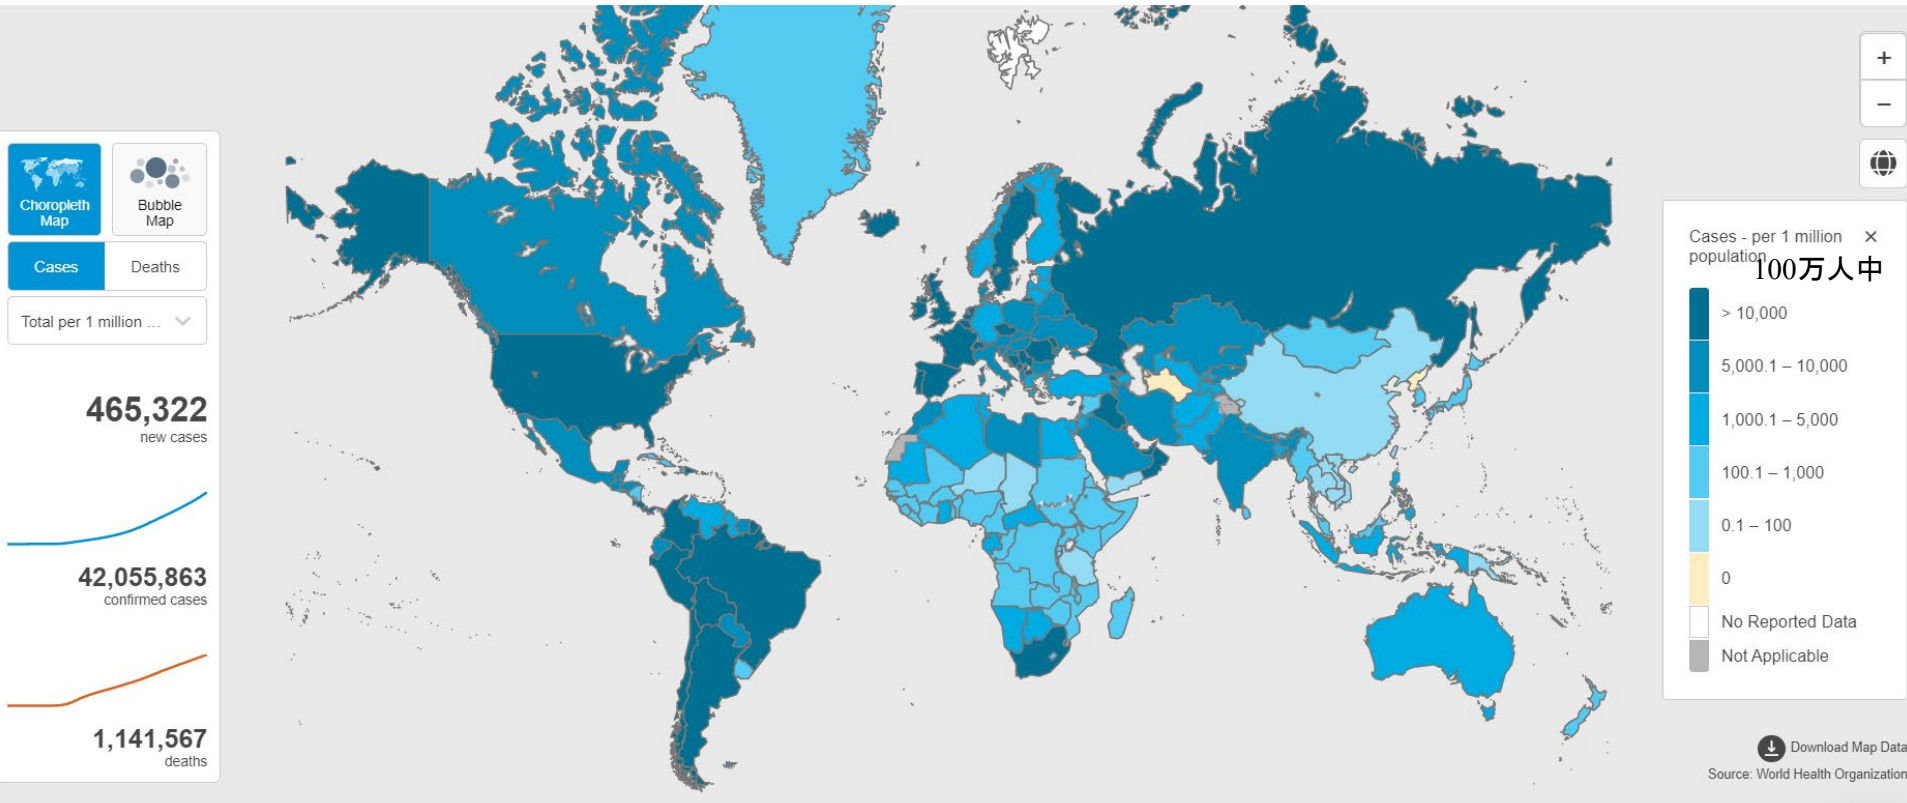 Choropleth
Map
Bubble
Map
Cases
Deaths
Total per 1 million ...
465,322
new cases
42,055,863
confirmed cases
1,141,567
deaths
+
−
Cases - per 1 million ×
population
100万人中
> 10,000
5,000.1 – 10,000
1,000.1 – 5,000
100.1 – 1,000
0.1 – 100
0
No Reported Data
Not Applicable
Download Map Data
Source: World Health Organization